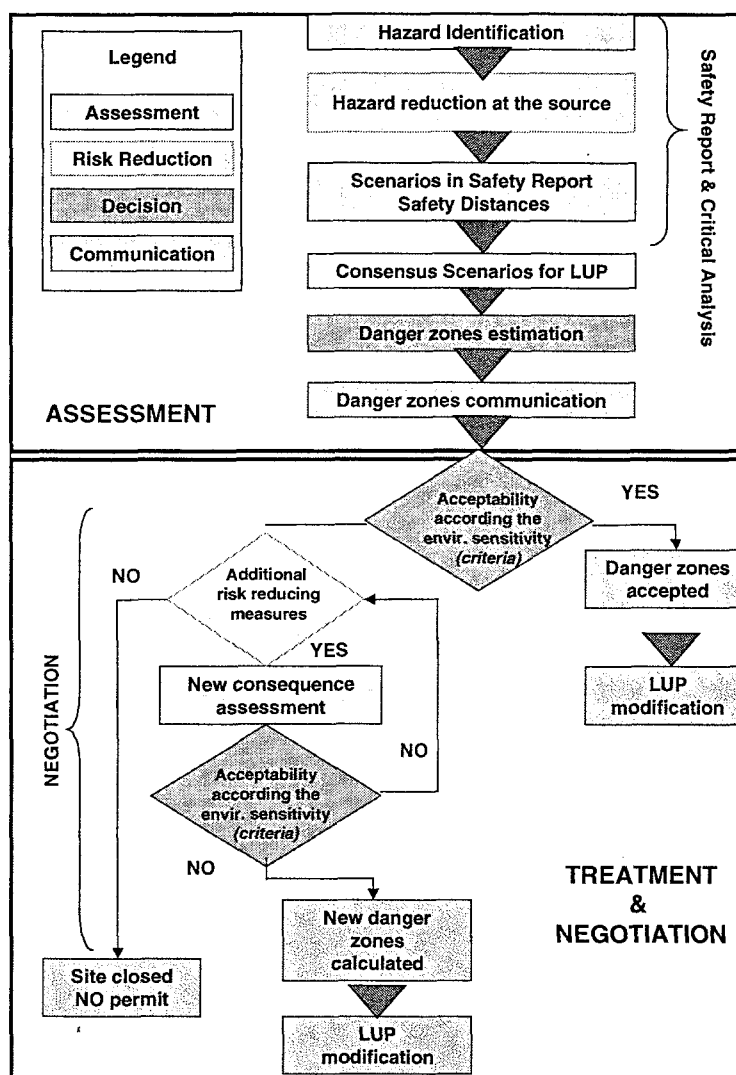 Legend
Assessment
Risk Reduction
Decision
Communication
Hazard Identification
Hazard reduction at the source
Scenarios in Safety Report
Safety Distances
Consensus Scenarios for LUP
Danger zones estimation
Danger zones communication
Safety Report & Critical Analysis
ASSESSMENT
Acceptability
according the
envir. sensitivity
(criteria)
YES
Danger zones
accepted
LUP
modification
NO
Additional
risk reducing
measures
YES
New consequence
assessment
NO
Acceptability
according the
envir. sensitivity
(criteria)
NO
NEGOTIATION
New danger
zones
calculated
LUP
modification
Site closed
NO permit
TREATMENT
&
NEGOTIATION